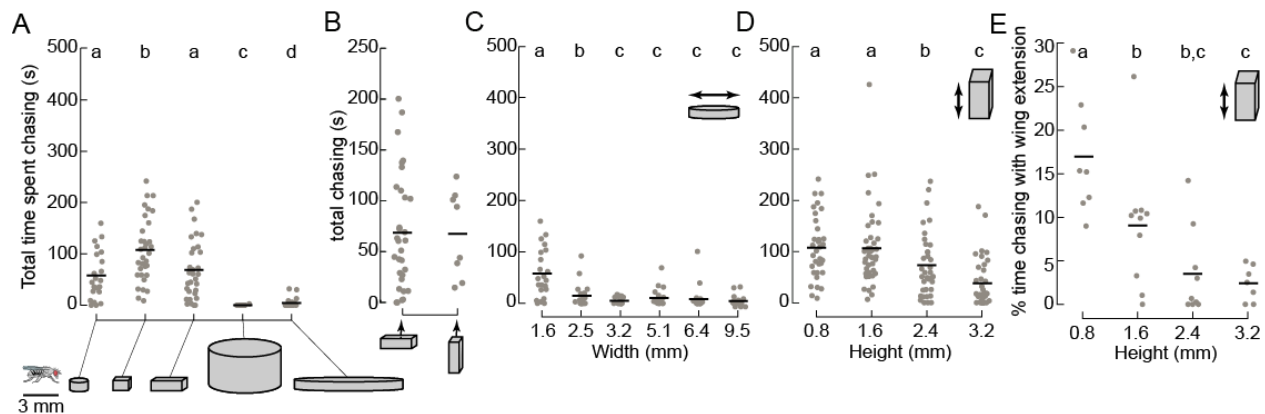 A
Total time spent chasing (s)
500
400
300
200
100
0
a b a c d
3 mm
B
total chasing (s)
250
200
150
100
50
0
C
500
400
300
200
100
0
a b c c c c
1.6 2.5 3.2 5.1 6.4 9.5
Width (mm)
D
500
400
300
200
100
0
a a b c
0.8 1.6 2.4 3.2
Height (mm)
E
% time chasing with wing extension
30
25
20
15
10
5
0
a b b,c c
0.8 1.6 2.4 3.2
Height (mm)